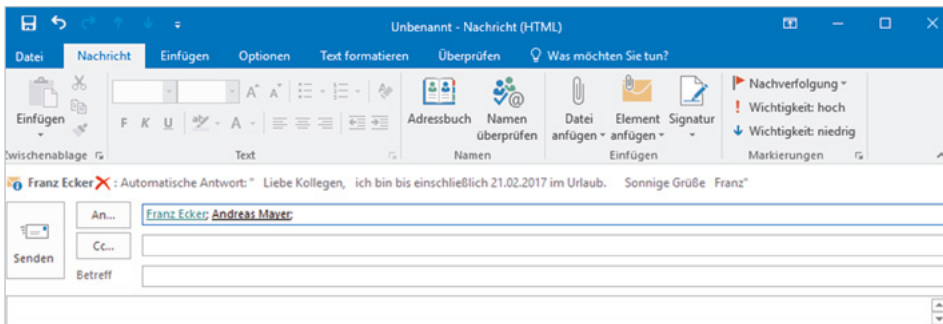 Unbenannt - Nachricht (HTML)
Datei Nachricht Einfügen Optionen Text formatieren Überprüfen Was möchten Sie tun?
Einfügen
F K U A
Adressbuch Namen überprüfen
Datei anfügen Element anfügen Signatur
Nachverfolgung
! Wichtigkeit: hoch
Wichtigkeit: niedrig
Zwischenablage Text Namen Einfügen Markierungen
Franz Ecker : Automatische Antwort: " Liebe Kollegen, ich bin bis einschließlich 21.02.2017 im Urlaub. Sonnige Grüße Franz"
An... Franz Ecker; Andreas Mayer;
Cc...
Senden
Betreff